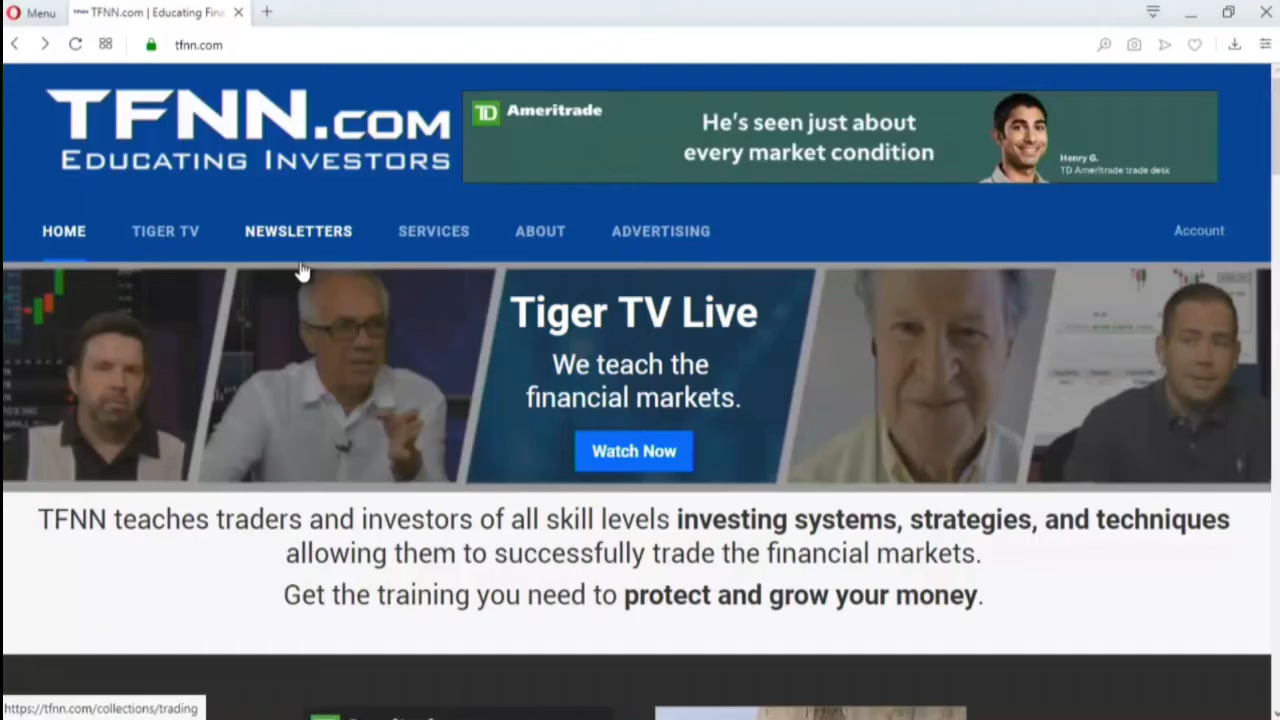 Menu
TFNN.com | Educating Fina
tfnn.com
TFNN.COM
EDUCATING INVESTORS
TD Ameritrade
He's seen just about
every market condition
Henry G.
TD Ameritrade trade desk
HOME TIGER TV NEWSLETTERS SERVICES ABOUT ADVERTISING Account
Tiger TV Live
We teach the
financial markets.
Watch Now
TFNN teaches traders and investors of all skill levels investing systems, strategies, and techniques
allowing them to successfully trade the financial markets.
Get the training you need to protect and grow your money.
https://tfnn.com/collections/trading